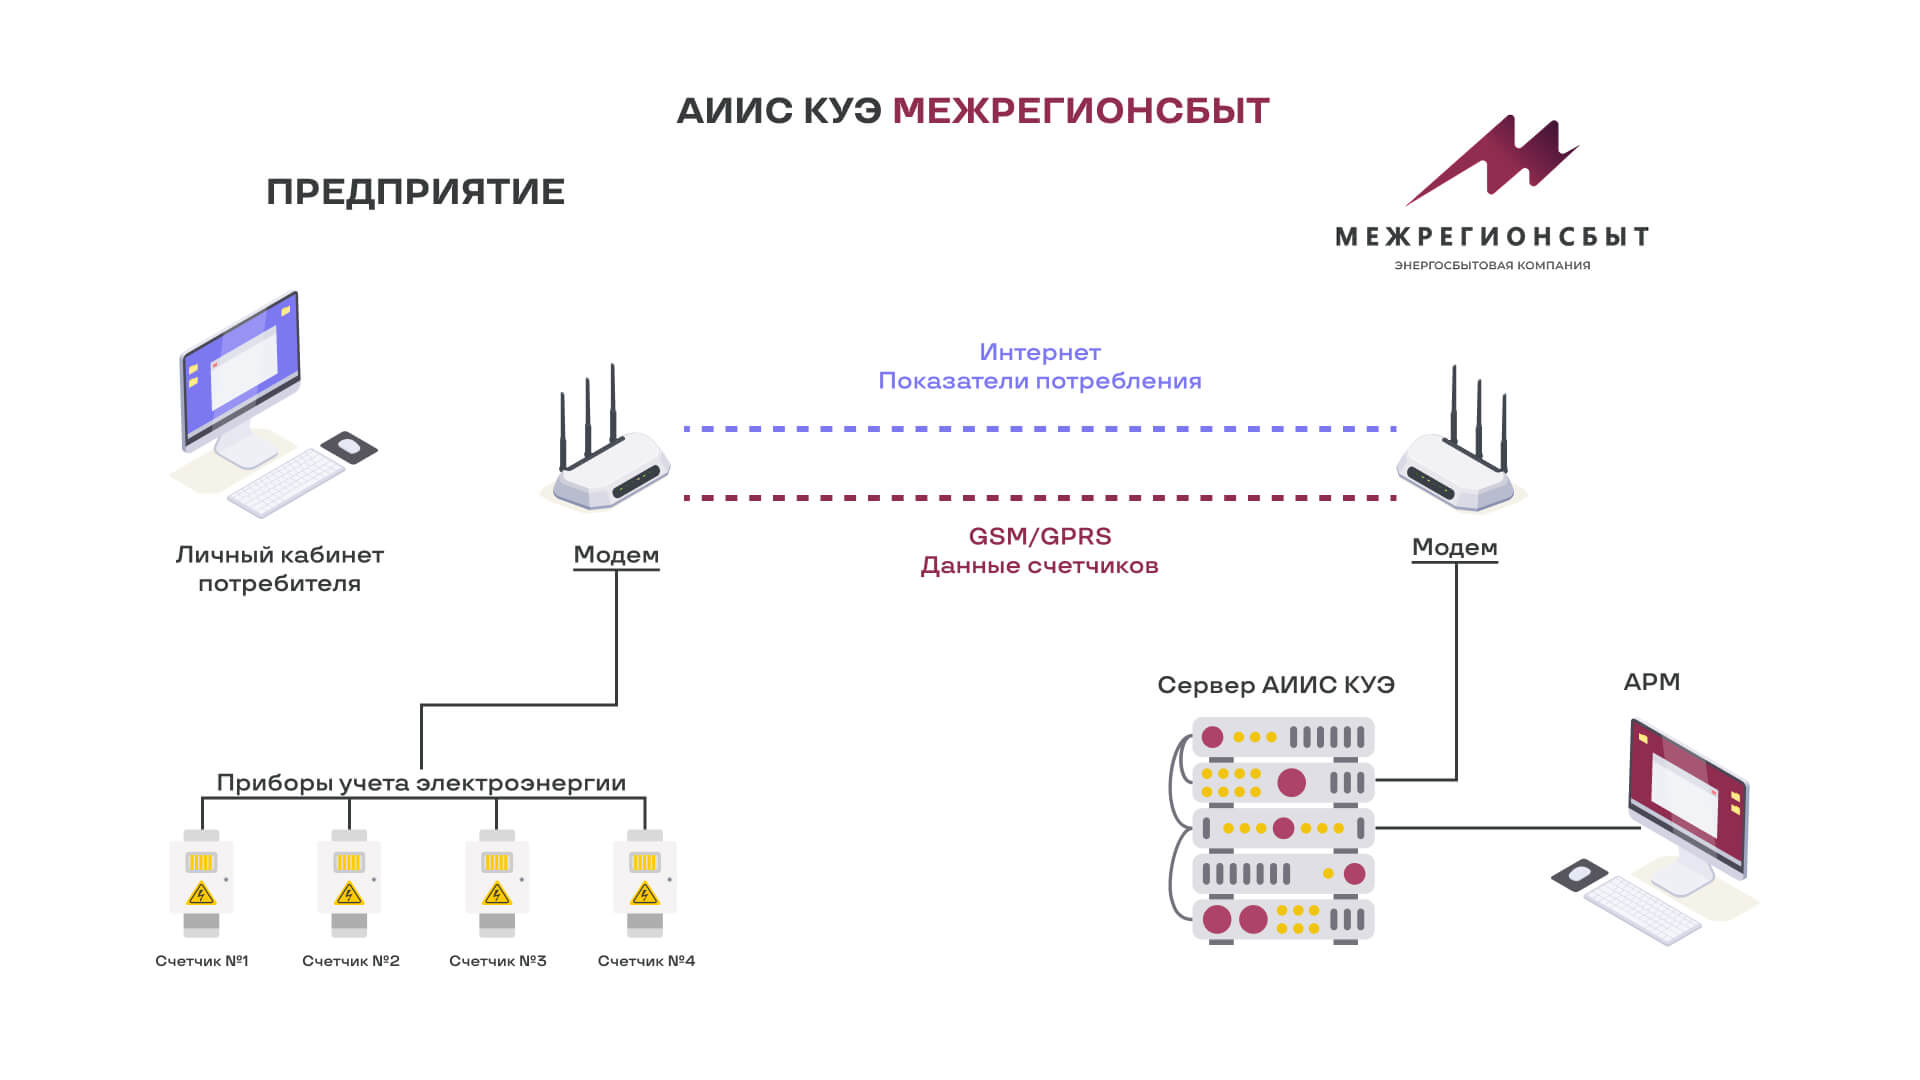 АИИС КУЭ МЕЖРЕГИОНСБЫТ
ПРЕДПРИЯТИЕ
МЕЖРЕГИОНСБЫТ
ЭНЕРГОСБЫТОВАЯ КОМПАНИЯ
Интернет
Показатели потребления
GSM/GPRS
Данные счетчиков
Личный кабинет
потребителя
Модем
Модем
Сервер АИИС КУЭ
АРМ
Приборы учета электроэнергии
Счетчик №1
Счетчик №2
Счетчик №3
Счетчик №4